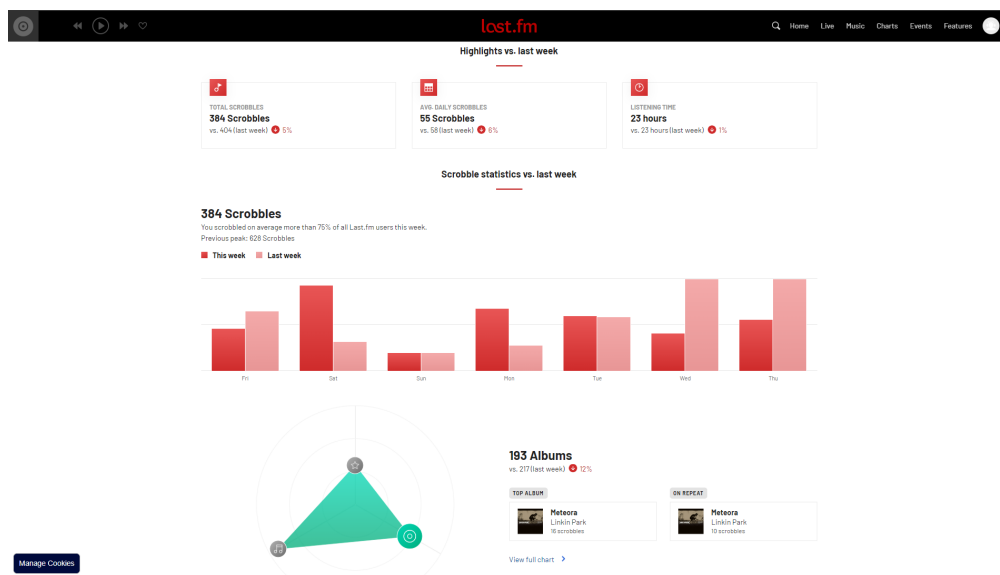 last.fm
Home Live Music Charts Events Features
Highlights vs. last week
TOTAL SCROBBLES
384 Scrobbles
vs. 404 (last week) 5%
AVG. DAILY SCROBBLES
55 Scrobbles
vs. 58 (last week) 6%
LISTENING TIME
23 hours
vs. 23 hours (last week) 1%
Scrobble statistics vs. last week
384 Scrobbles
You scrobbled on average more than 75% of all Last.fm users this week.
Previous peak: 628 Scrobbles
This week Last week
Fri Sat Sun Mon Tue Wed Thu
193 Albums
vs. 217 (last week) 12%
TOP ALBUM
Meteora
Linkin Park
16 scrobbles
ON REPEAT
Meteora
Linkin Park
10 scrobbles
View full chart
Manage Cookies